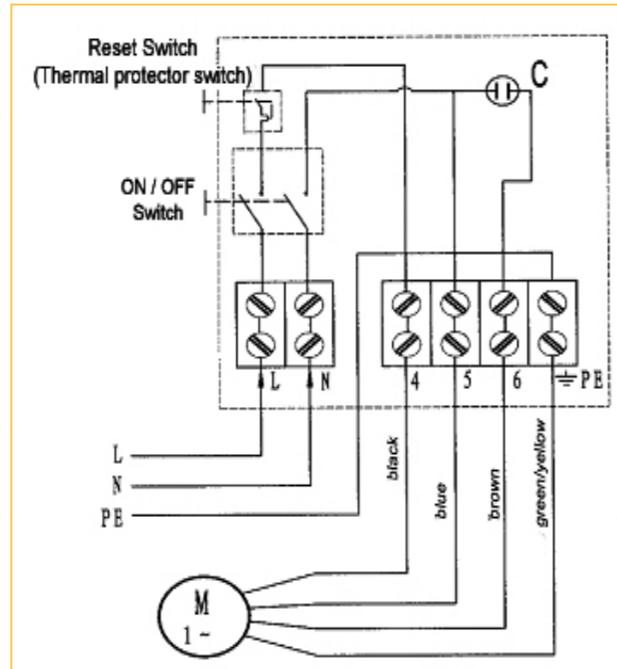 Reset Switch
(Thermal protector switch)
C
ON / OFF
Switch
L N 4 5 6 PE
L
N
PE
black
blue
brown
green/yellow
M
1 ~